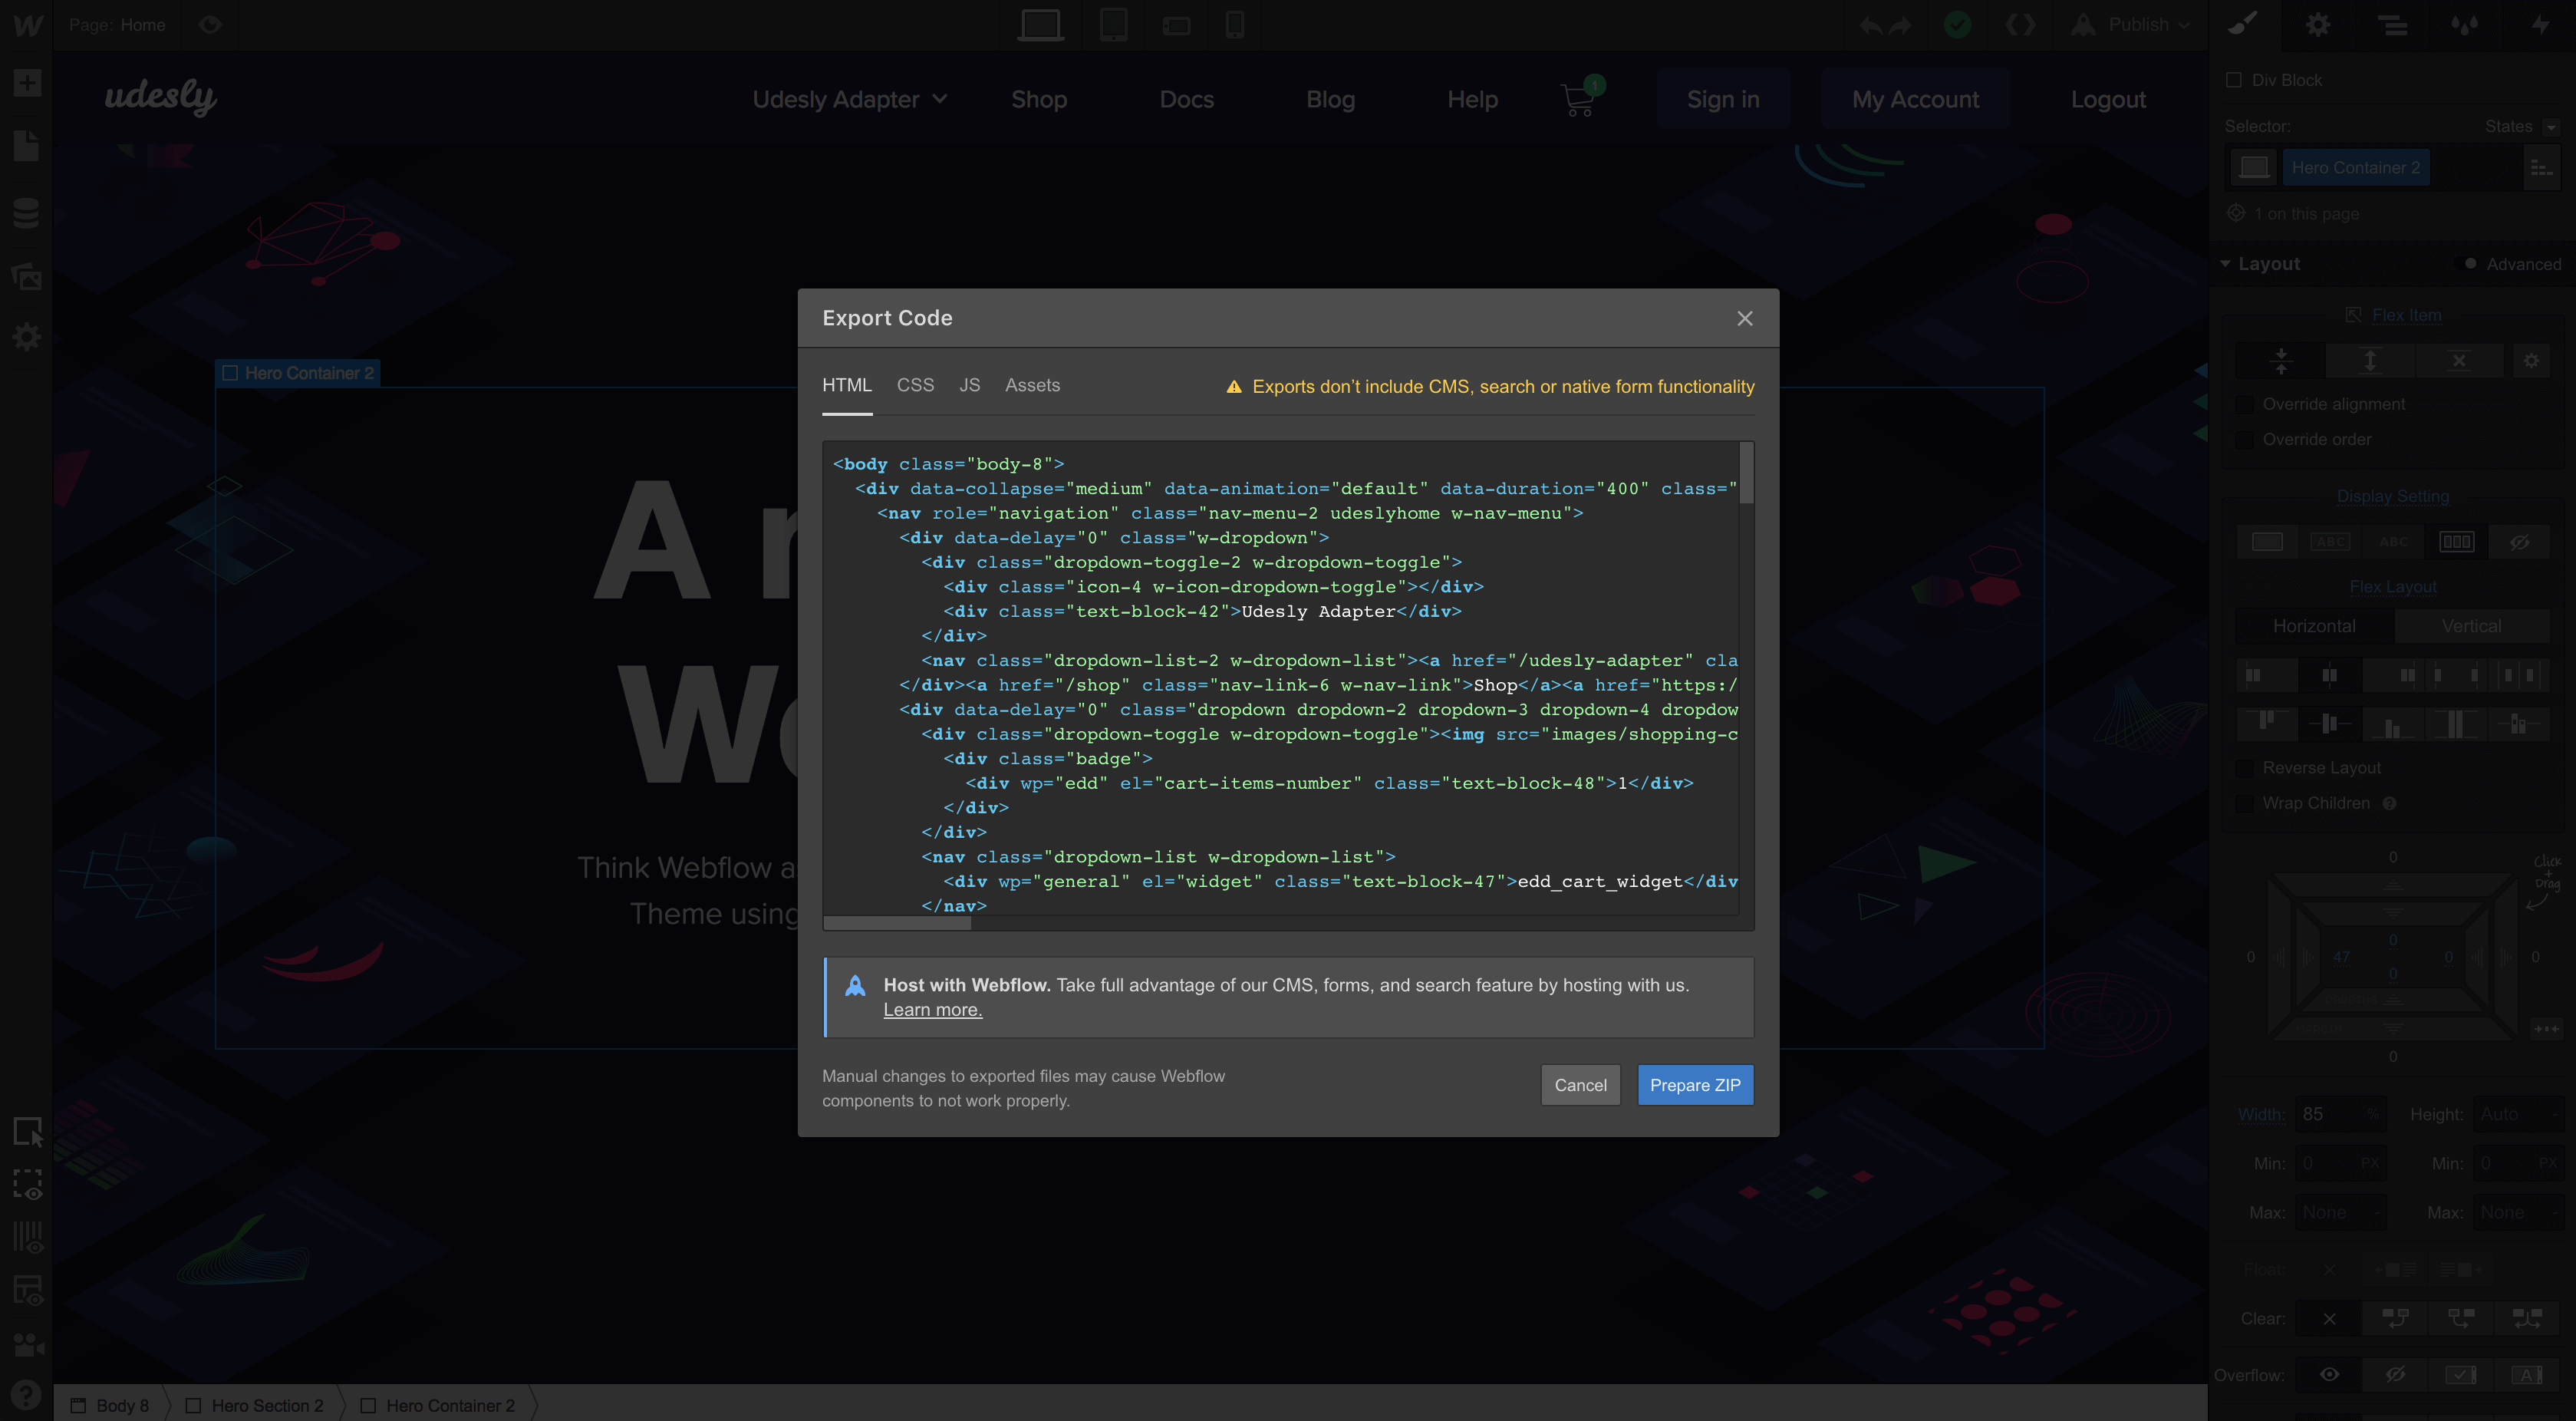 Page: Home
Publish
udesly
Udesly Adapter
Shop
Docs
Blog
Help
1
Sign in
My Account
Logout
Hero Container 2
A
We
Think Webflow a
Theme using
Export Code
HTML
CSS
JS
Assets
Exports don’t include CMS, search or native form functionality
<body class="body-8">
<div data-collapse="medium" data-animation="default" data-duration="400" class="
<nav role="navigation" class="nav-menu-2 udeslyhome w-nav-menu">
<div data-delay="0" class="w-dropdown">
<div class="dropdown-toggle-2 w-dropdown-toggle">
<div class="icon-4 w-icon-dropdown-toggle"></div>
<div class="text-block-42">Udesly Adapter</div>
</div>
<nav class="dropdown-list-2 w-dropdown-list"><a href="/udesly-adapter" cla
</div><a href="/shop" class="nav-link-6 w-nav-link">Shop</a><a href="https:/
<div data-delay="0" class="dropdown dropdown-2 dropdown-3 dropdown-4 dropdow
<div class="dropdown-toggle w-dropdown-toggle"><img src="images/shopping-c
<div class="badge">
<div wp="edd" el="cart-items-number" class="text-block-48">1</div>
</div>
</div>
<nav class="dropdown-list w-dropdown-list">
<div wp="general" el="widget" class="text-block-47">edd_cart_widget</div
</nav>
Host with Webflow. Take full advantage of our CMS, forms, and search feature by hosting with us.
Learn more.
Manual changes to exported files may cause Webflow
components to not work properly.
Cancel
Prepare ZIP
Body 8
Hero Section 2
Hero Container 2
Div Block
Selector:
States
Hero Container 2
1 on this page
Layout
Advanced
Flex Item
Override alignment
Override order
Display Setting
ABC
ABC
Flex Layout
Horizontal
Vertical
Reverse Layout
Wrap Children
0
Click
+
Drag
0
0
47
0
0
0
0
Width: 85 %
Height: Auto -
Min: 0 PX
Min: 0 PX
Max: None -
Max: None -
Float:
Clear:
Overflow: